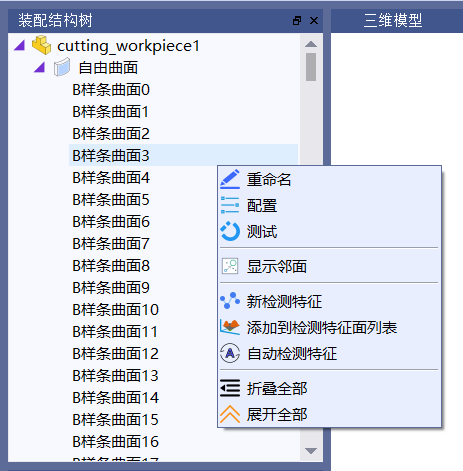 装配结构树
三维模型
cutting_workpiece1
自由曲面
B样条曲面0
B样条曲面1
B样条曲面2
B样条曲面3
B样条曲面4
B样条曲面5
B样条曲面6
B样条曲面7
B样条曲面8
B样条曲面9
B样条曲面10
B样条曲面11
B样条曲面12
B样条曲面13
B样条曲面14
B样条曲面15
B样条曲面16
B样条曲面17
重命名
配置
测试
显示邻面
新检测特征
添加到检测特征面列表
A
自动检测特征
折叠全部
展开全部